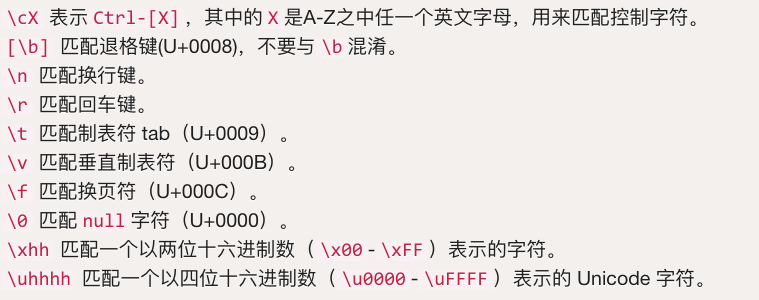 \cX 表示 Ctrl-[X]，其中的 X 是A-Z之中任一个英文字母，用来匹配控制字符。
[\b] 匹配退格键(U+0008)，不要与 \b 混淆。
\n 匹配换行键。
\r 匹配回车键。
\t 匹配制表符 tab（U+0009）。
\v 匹配垂直制表符（U+000B）。
\f 匹配换页符（U+000C）。
\0 匹配 null 字符（U+0000）。
\xhh 匹配一个以两位十六进制数（ \x00 - \xFF ）表示的字符。
\uhhhh 匹配一个以四位十六进制数（ \u0000 - \uFFFF ）表示的 Unicode 字符。